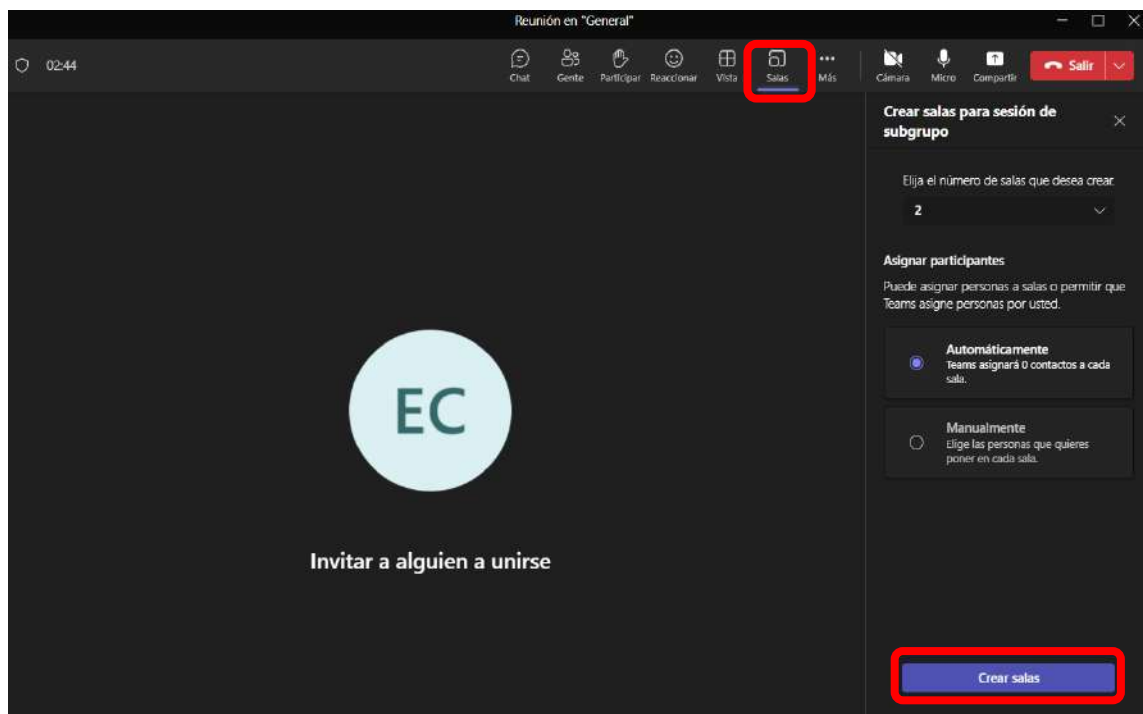 Reunión en "General"
02:44
Chat
Gente
Participar
Reaccionar
Vista
Salas
Más
Cámara
Micro
Compartir
Salir
Crear salas para sesión de
subgrupo
Elija el número de salas que desea crear.
2
Asignar participantes
Puede asignar personas a salas o permitir que
Teams asigne personas por usted.
Automáticamente
Teams asignará 0 contactos a cada
sala.
Manualmente
Elige las personas que quieres
poner en cada sala.
EC
Invitar a alguien a unirse
Crear salas